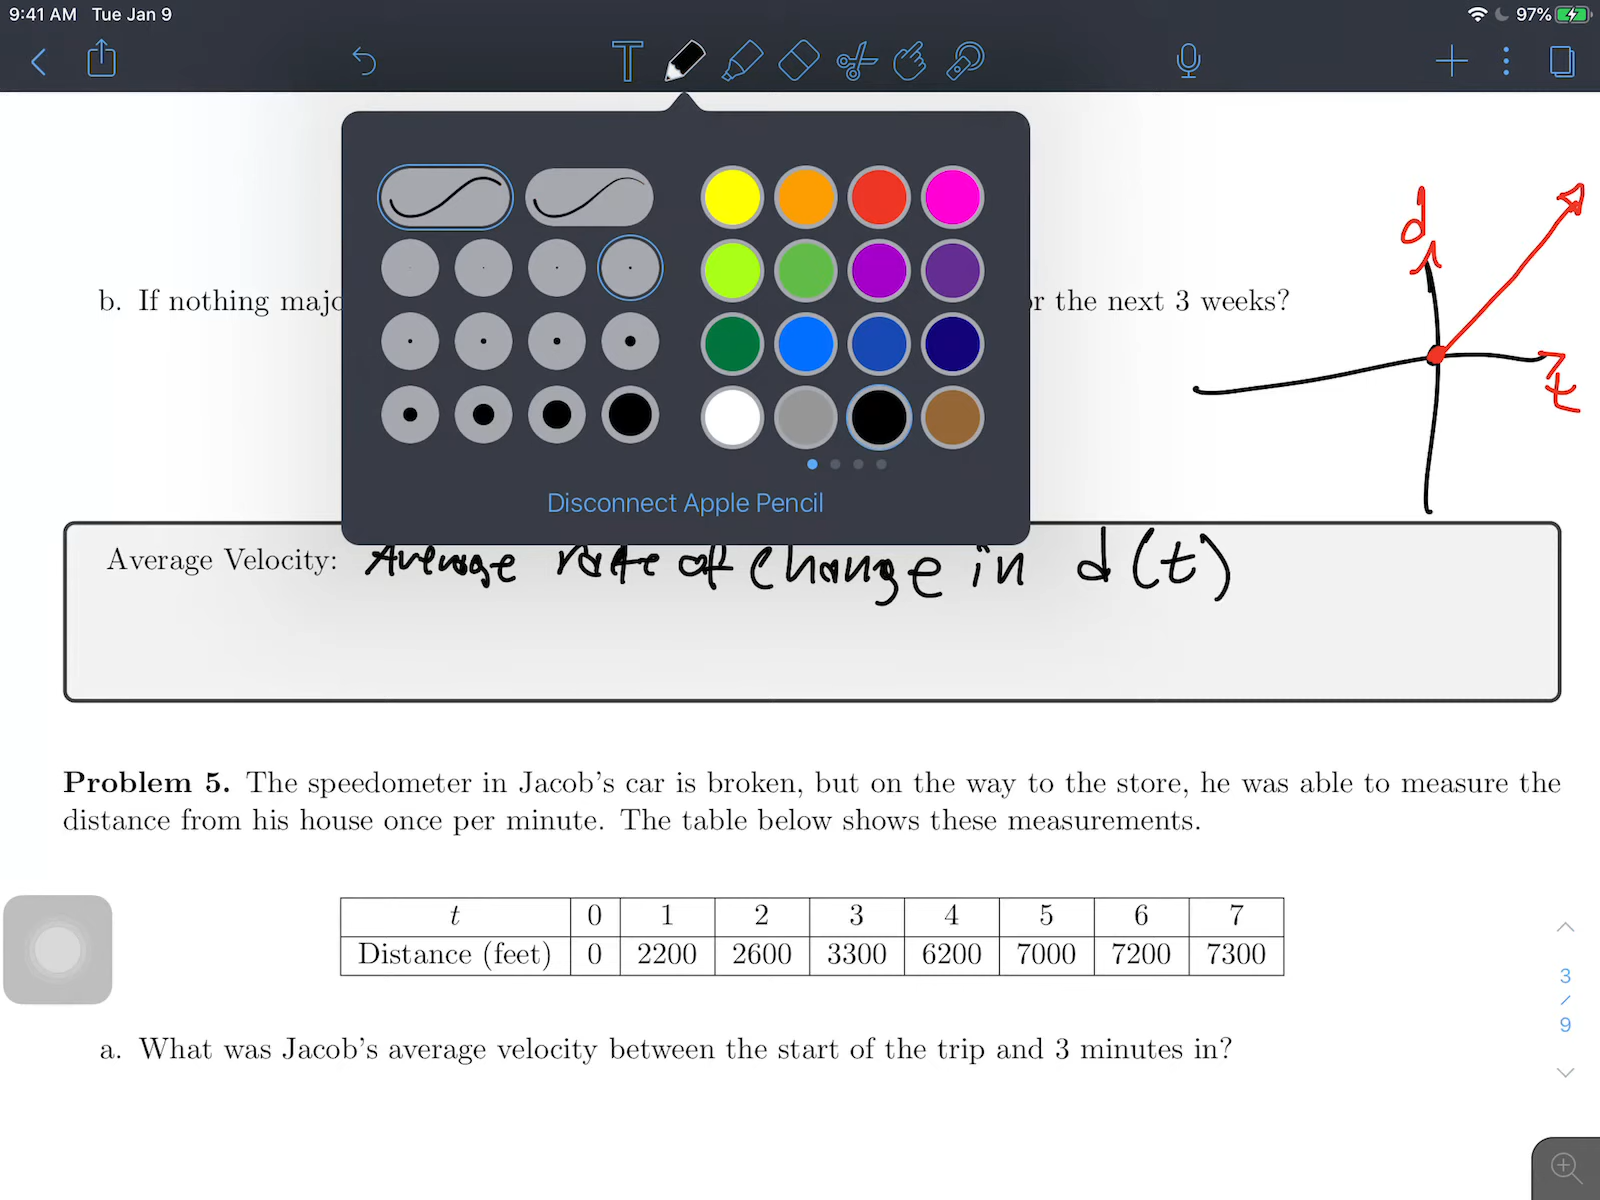 9:41 AM Tue Jan 9 97%
T
d
b. If nothing majo r the next 3 weeks?
t
Disconnect Apple Pencil
Average Velocity: Average rate of change in d(t)
Problem 5. The speedometer in Jacob's car is broken, but on the way to the store, he was able to measure the
distance from his house once per minute. The table below shows these measurements.
t 0 1 2 3 4 5 6 7
Distance (feet) 0 2200 2600 3300 6200 7000 7200 7300
3
/
9
a. What was Jacob's average velocity between the start of the trip and 3 minutes in?